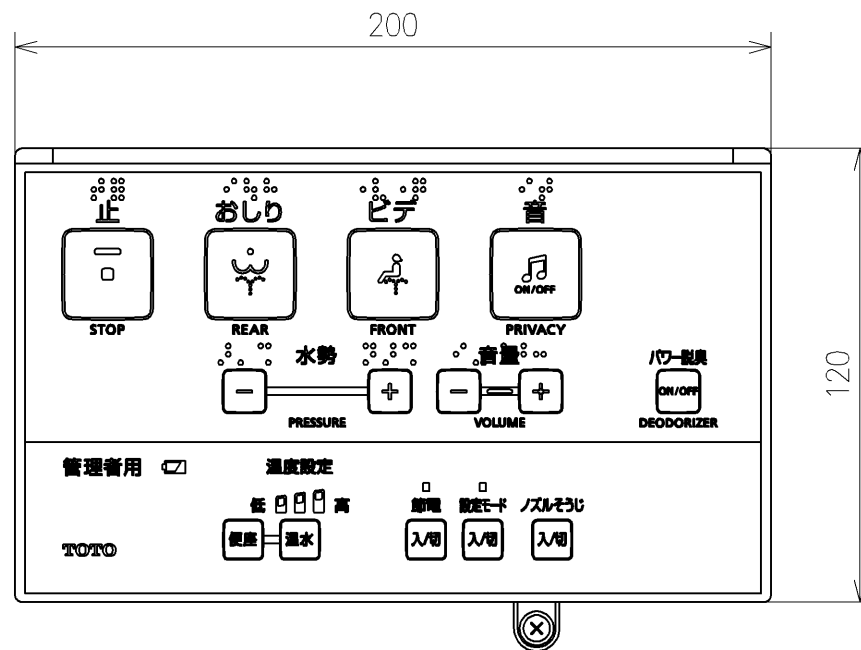 200
止 おしり ビデ 音
ON/OFF
STOP REAR FRONT PRIVACY
水勢 音量 パワー脱臭
− + − + ON/OFF
PRESSURE VOLUME DEODORIZER
120
管理者用 温度設定
低 高 節電 設定モード ノズルそうじ
便座 温水 入/切 入/切 入/切
TOTO